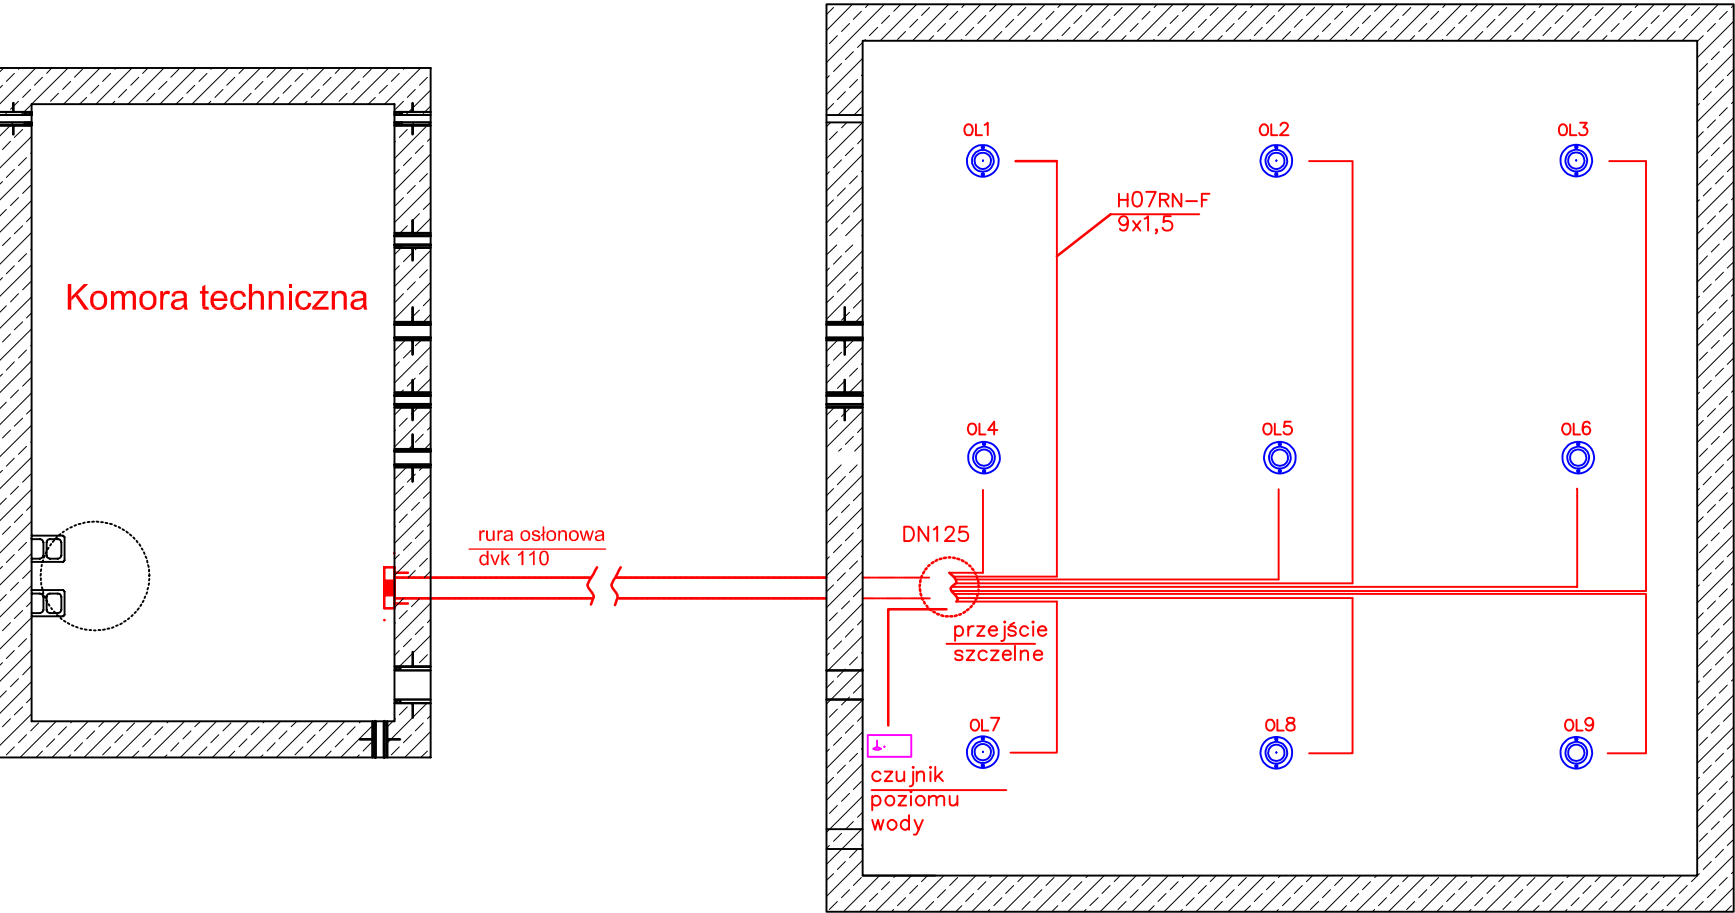 Komora techniczna
rura osłonowa
dvk 110
OL1
OL2
OL3
H07RN-F
9x1,5
OL4
OL5
OL6
DN125
przejście
szczelne
OL7
OL8
OL9
czujnik
poziomu
wody